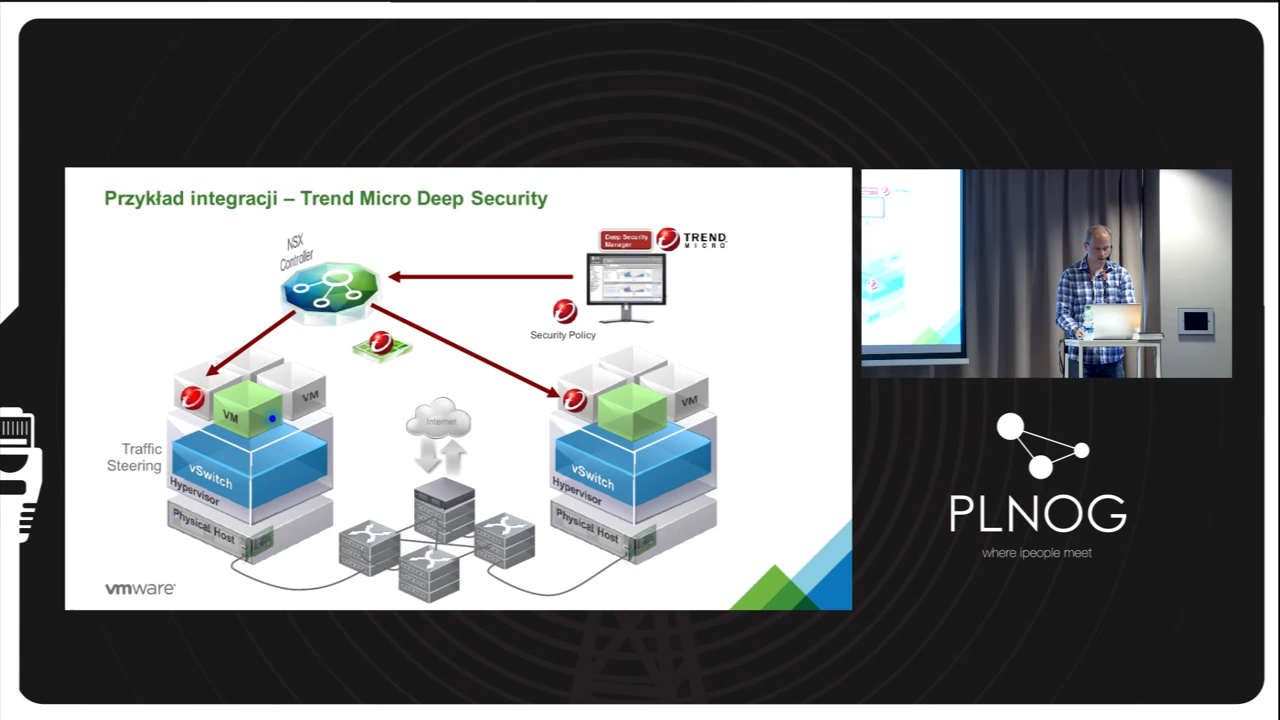 Przykład integracji – Trend Micro Deep Security
NSX
Controller
Deep Security
Manager
TREND
MICRO
Security Policy
VM
VM
VM
Internet
Traffic
Steering
vSwitch
vSwitch
Hypervisor
Hypervisor
Physical Host
Physical Host
vmware
PLNOG
where ipeople meet